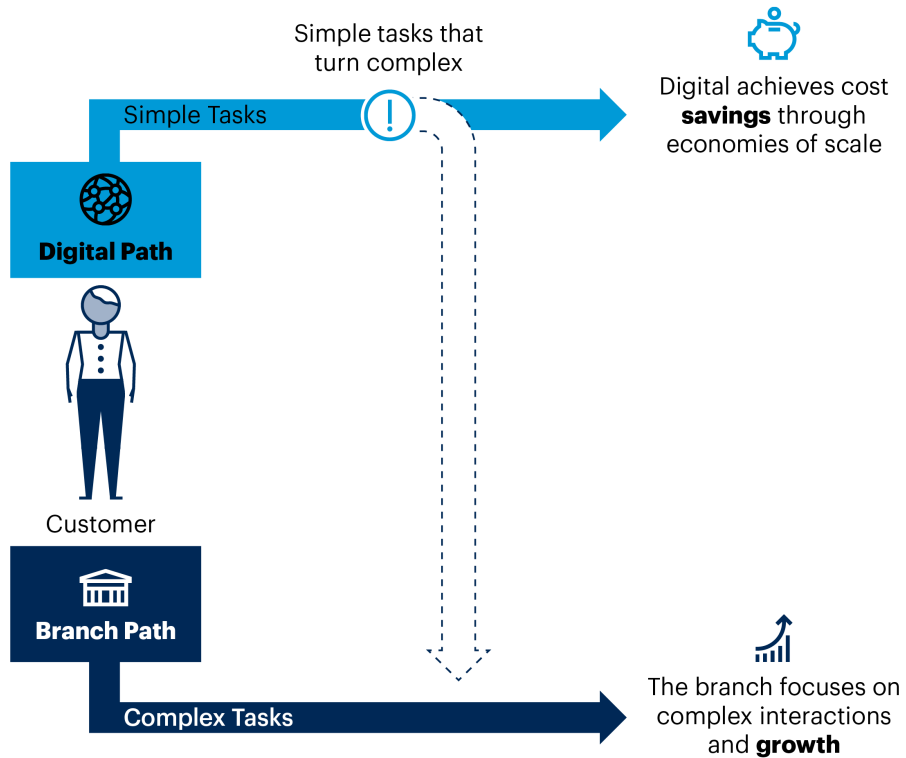 Simple tasks that
turn complex
Simple Tasks
Digital achieves cost
savings through
economies of scale
Digital Path
Customer
Branch Path
Complex Tasks
The branch focuses on
complex interactions
and growth